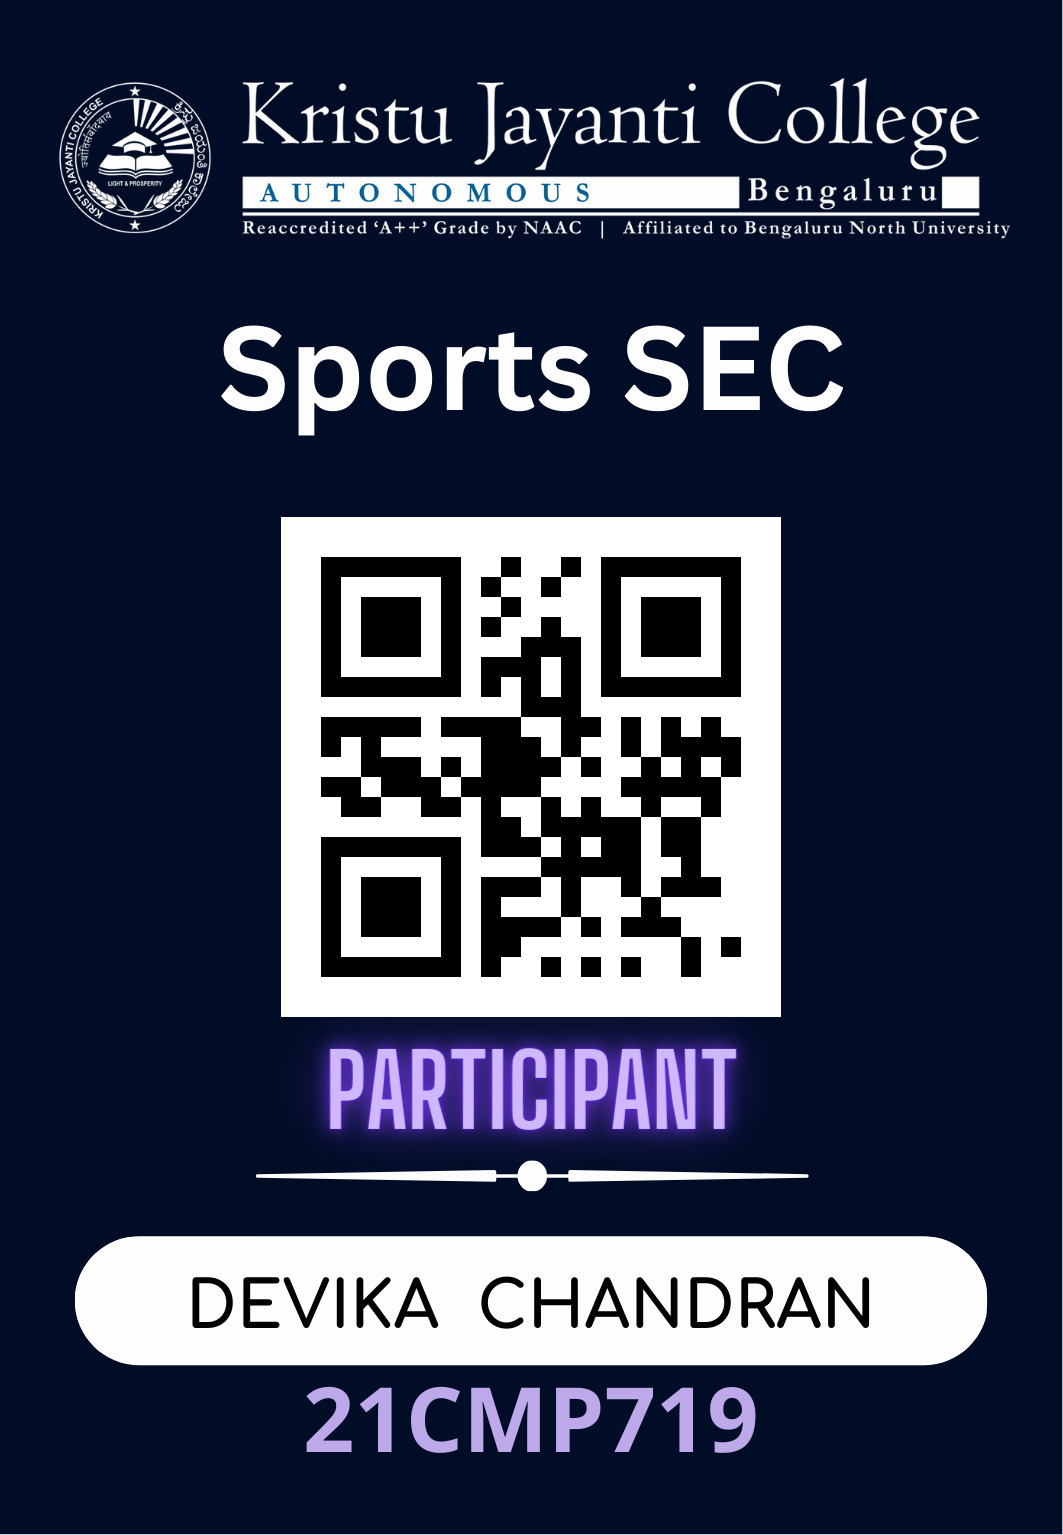 Kristu Jayanti College
AUTONOMOUS Bengaluru
Reaccredited ‘A++’ Grade by NAAC | Affiliated to Bengaluru North University
KRISTU JAYANTI COLLEGE
LIGHT & PROSPERITY
Sports SEC
PARTICIPANT
DEVIKA CHANDRAN
21CMP719